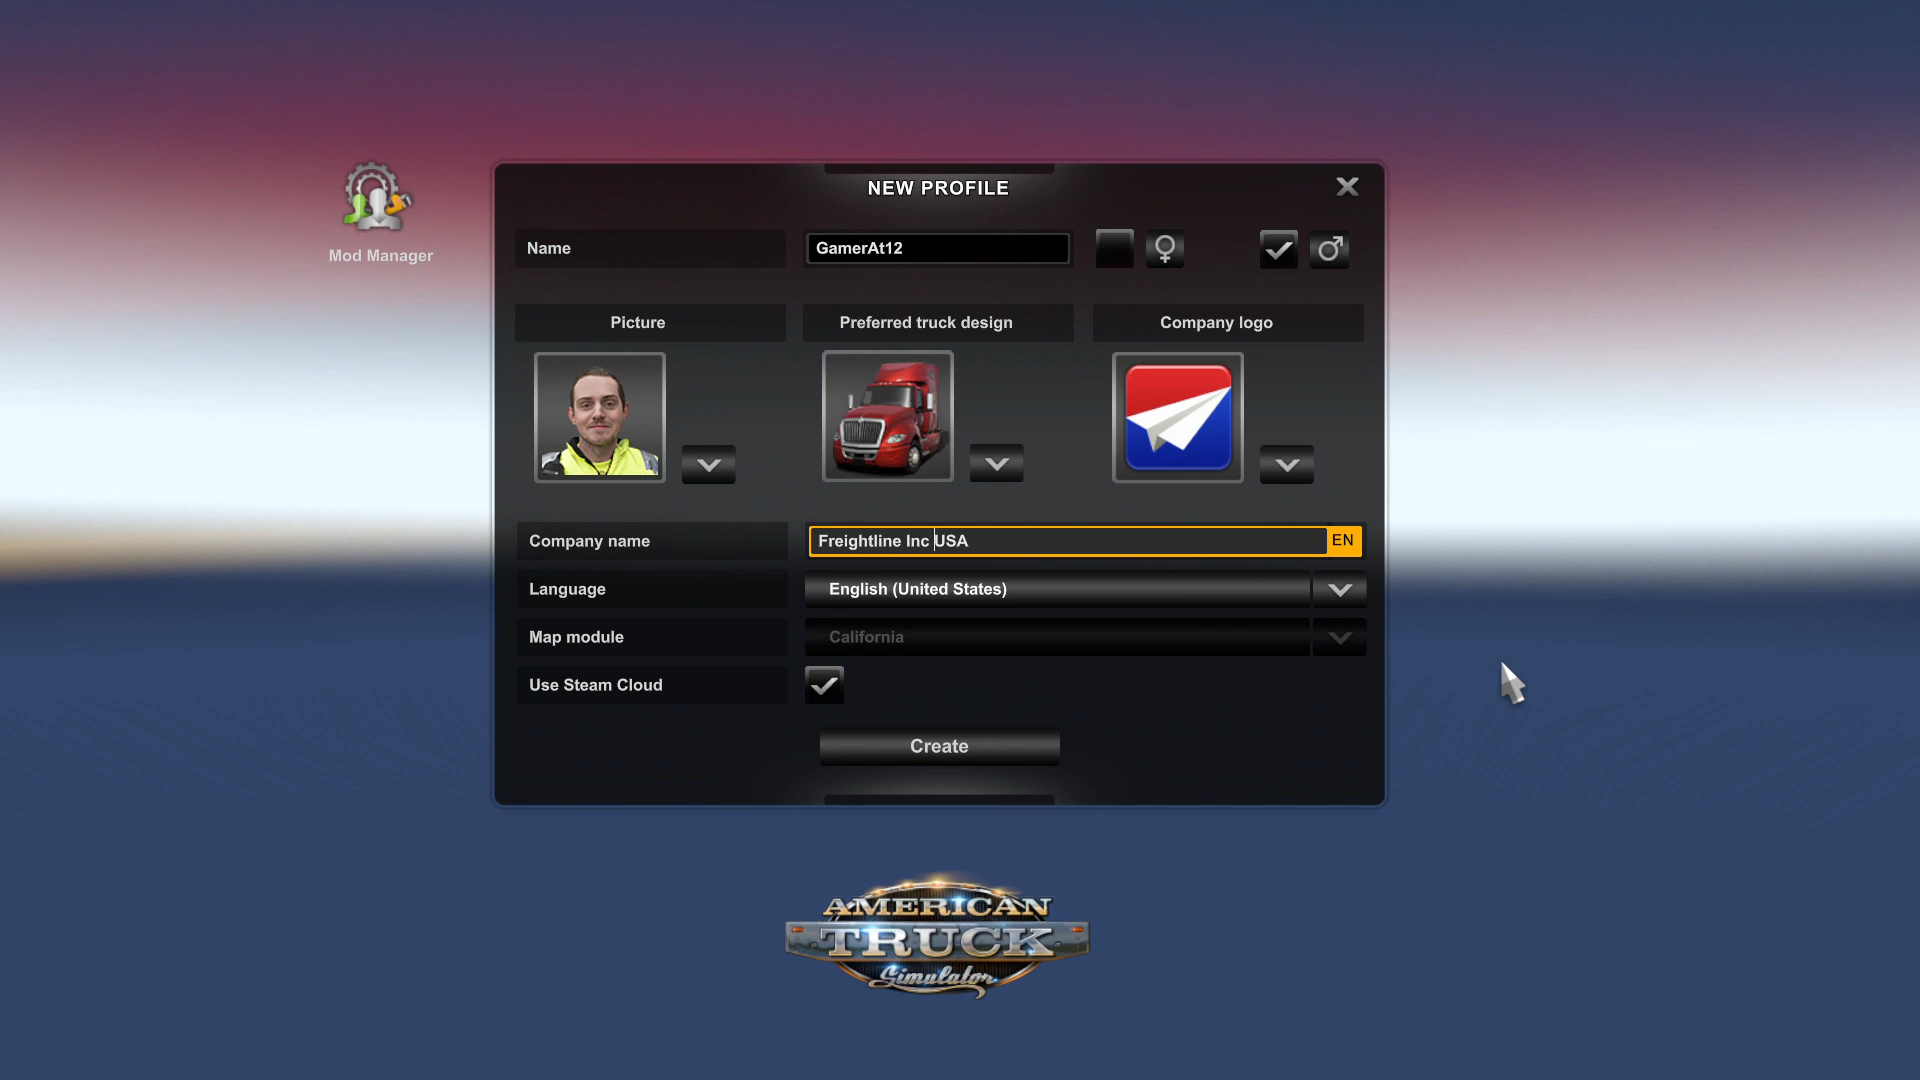 NEW PROFILE
Mod Manager
Name
GamerAt12
Picture
Preferred truck design
Company logo
Company name
Freightline Inc USA
EN
Language
English (United States)
Map module
California
Use Steam Cloud
Create
AMERICAN
TRUCK
Simulator